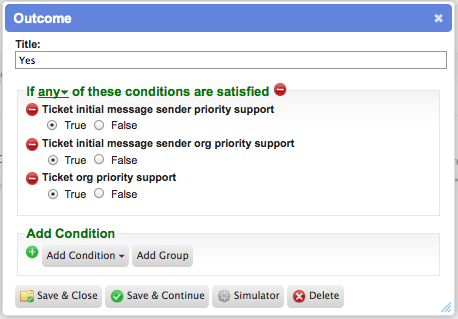 Outcome
Title:
Yes
If any of these conditions are satisfied
Ticket initial message sender priority support
True False
Ticket initial message sender org priority support
True False
Ticket org priority support
True False
Add Condition
Add Condition Add Group
Save & Close Save & Continue Simulator Delete